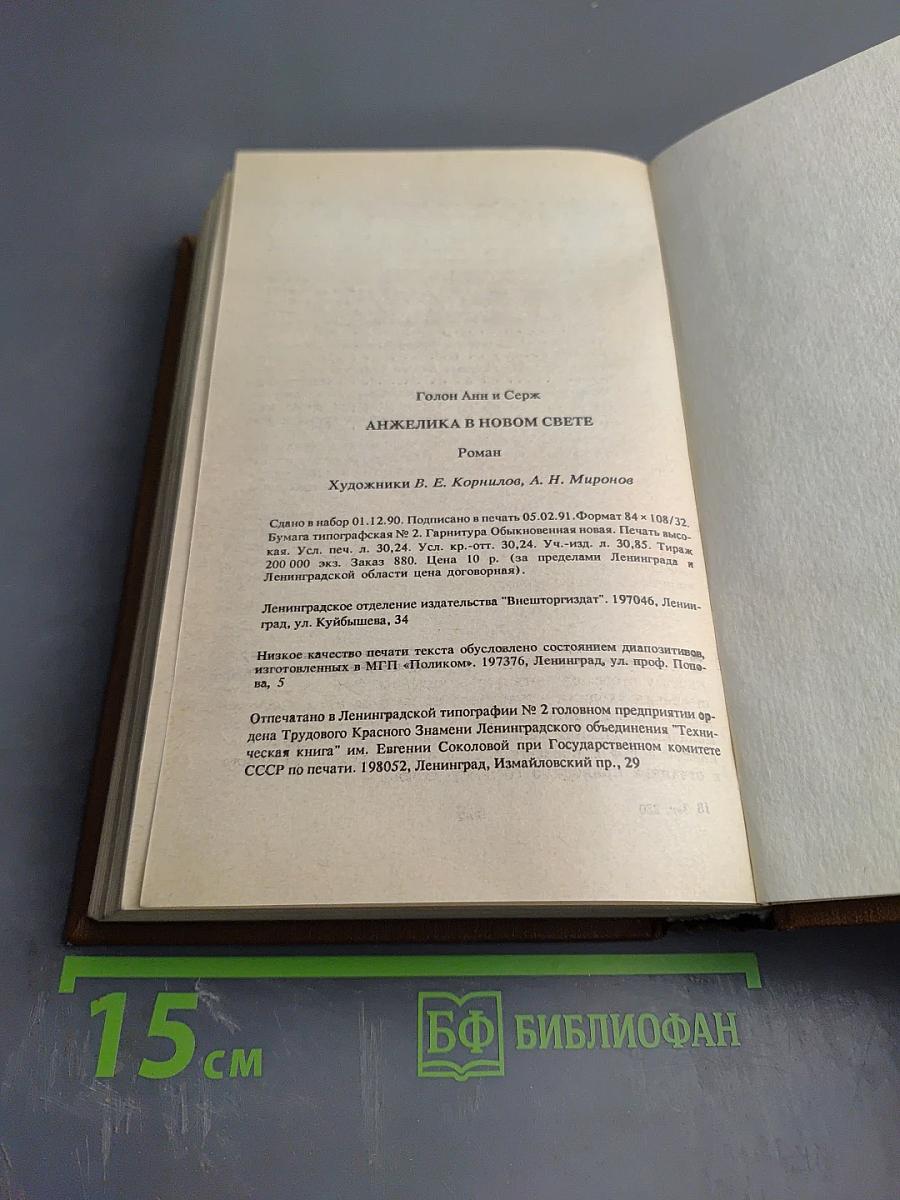 Голон Анн и Серж
АНЖЕЛИКА В НОВОМ СВЕТЕ
Роман
Художники В. Е. Корнилов, А. Н. Миронов
Сдано в набор 01.12.90. Подписано в печать 05.02.91. Формат 84 × 108/32.
Бумага типографская № 2. Гарнитура Обыкновенная новая. Печать высо-
кая. Усл. печ. л. 30,24. Усл. кр.-отт. 30,24. Уч.-изд. л. 30,85. Тираж
200 000 экз. Заказ 880. Цена 10 р. (за пределами Ленинграда и
Ленинградской области цена договорная).
Ленинградское отделение издательства "Внешторгиздат". 197046, Ленин-
град, ул. Куйбышева, 34
Низкое качество печати текста обусловлено состоянием диапозитивов,
изготовленных в МГП «Поликом». 197376, Ленинград, ул. проф. Попо-
ва, 5
Отпечатано в Ленинградской типографии № 2 головном предприятии ор-
дена Трудового Красного Знамени Ленинградского объединения "Техни-
ческая книга" им. Евгении Соколовой при Государственном комитете
СССР по печати. 198052, Ленинград, Измайловский пр., 29
15 см
БФ БИБЛИОФАН